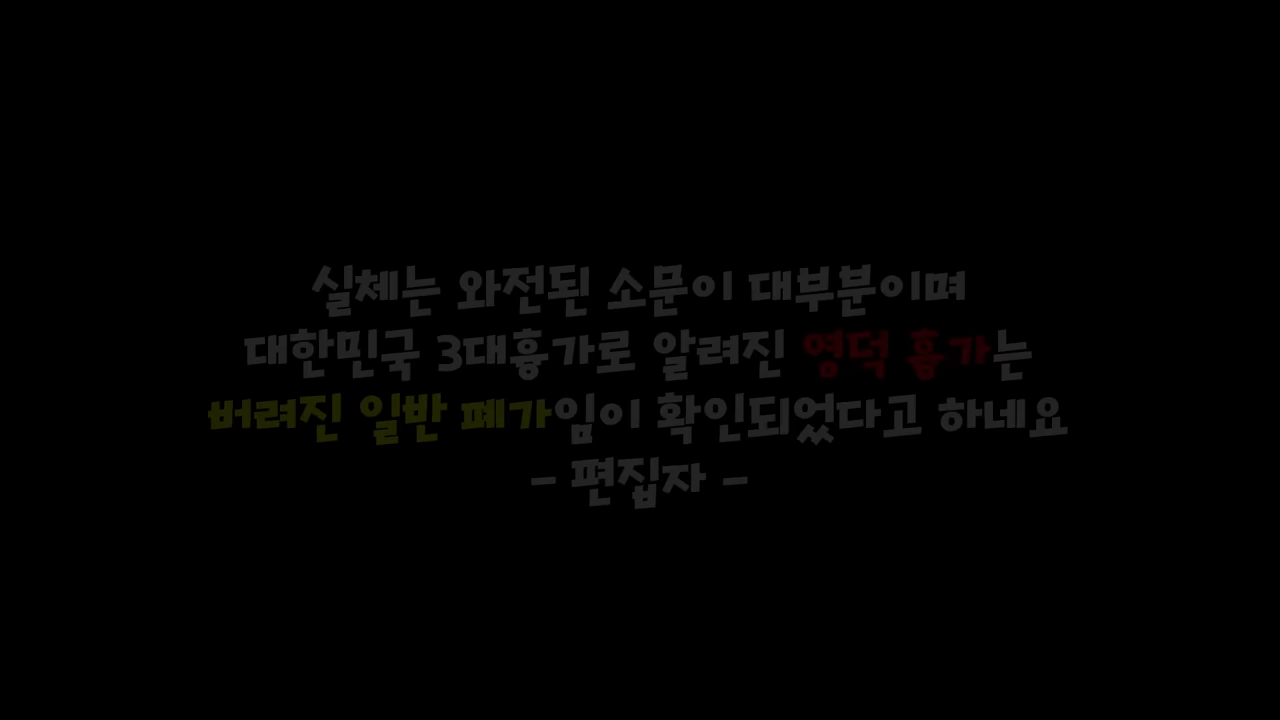 실체는 와전된 소문이 대부분이며
대한민국 3대흉가로 알려진 영덕 흉가는
버려진 일반 폐가임이 확인되었다고 하네요
- 편집자 -